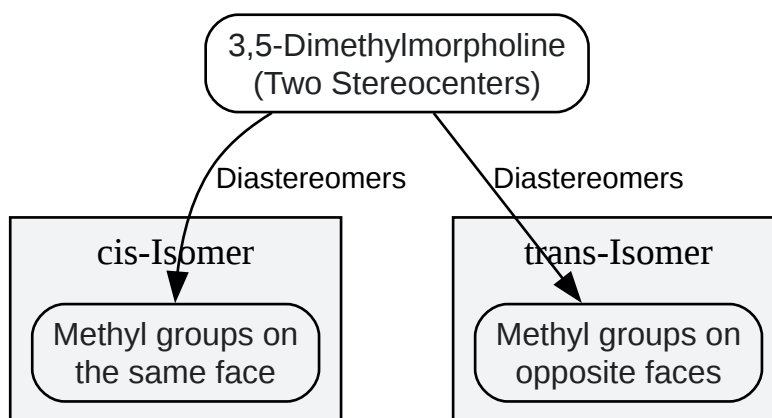 3,5-Dimethylmorpholine
(Two Stereocenters)
Diastereomers
Diastereomers
cis-Isomer
trans-Isomer
Methyl groups on
the same face
Methyl groups on
opposite faces